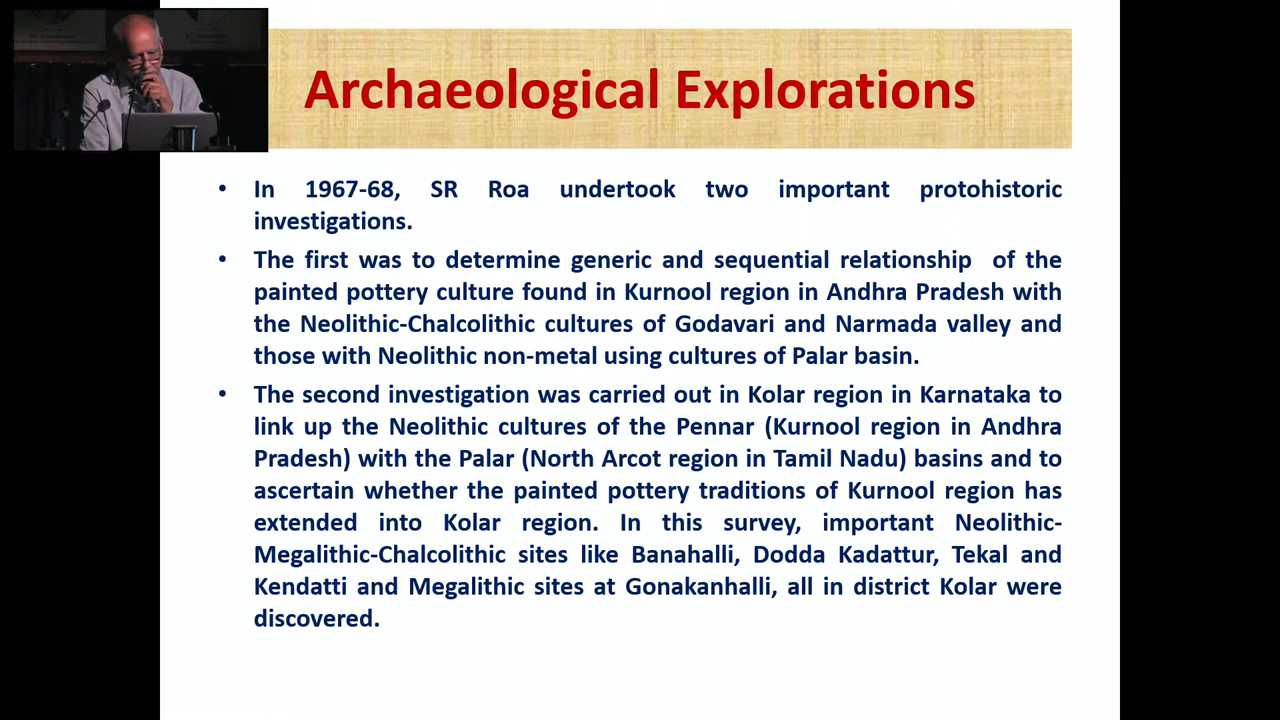 Archaeological Explorations
• In 1967-68, SR Roa undertook two important protohistoric
investigations.
• The first was to determine generic and sequential relationship of the
painted pottery culture found in Kurnool region in Andhra Pradesh with
the Neolithic-Chalcolithic cultures of Godavari and Narmada valley and
those with Neolithic non-metal using cultures of Palar basin.
• The second investigation was carried out in Kolar region in Karnataka to
link up the Neolithic cultures of the Pennar (Kurnool region in Andhra
Pradesh) with the Palar (North Arcot region in Tamil Nadu) basins and to
ascertain whether the painted pottery traditions of Kurnool region has
extended into Kolar region. In this survey, important Neolithic-
Megalithic-Chalcolithic sites like Banahalli, Dodda Kadattur, Tekal and
Kendatti and Megalithic sites at Gonakanhalli, all in district Kolar were
discovered.